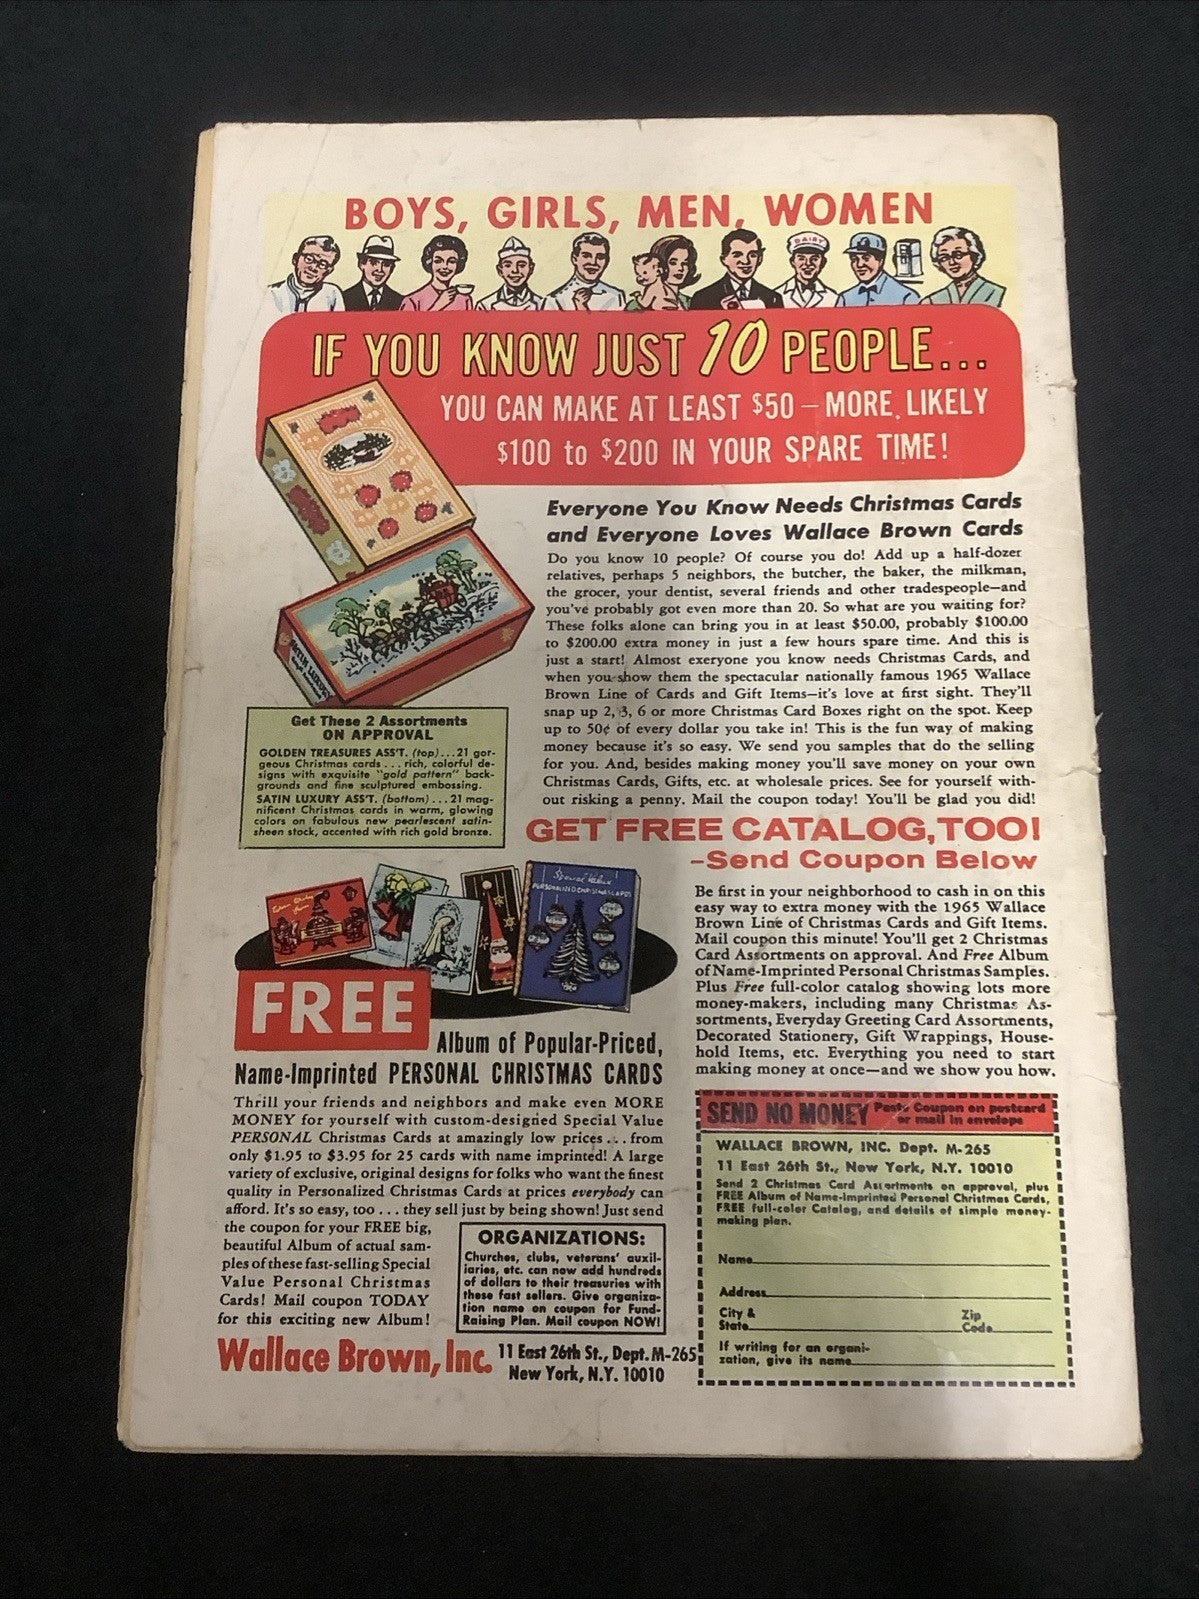 BOYS, GIRLS, MEN, WOMEN
DAIRY
IF YOU KNOW JUST 10 PEOPLE...
YOU CAN MAKE AT LEAST $50 – MORE LIKELY
$100 to $200 IN YOUR SPARE TIME!
Everyone You Know Needs Christmas Cards
and Everyone Loves Wallace Brown Cards
Do you know 10 people? Of course you do! Add up a half-dozer
relatives, perhaps 5 neighbors, the butcher, the baker, the milkman,
the grocer, your dentist, several friends and other tradespeople—and
you've probably got even more than 20. So what are you waiting for?
These folks alone can bring you in at least $50.00, probably $100.00
to $200.00 extra money in just a few hours spare time. And this is
just a start! Almost exeryone you know needs Christmas Cards, and
when you show them the spectacular nationally famous 1965 Wallace
Brown Line of Cards and Gift Items—it's love at first sight. They'll
snap up 2, 3, 6 or more Christmas Card Boxes right on the spot. Keep
up to 50¢ of every dollar you take in! This is the fun way of making
money because it's so easy. We send you samples that do the selling
for you. And, besides making money you'll save money on your own
Christmas Cards, Gifts, etc. at wholesale prices. See for yourself with-
out risking a penny. Mail the coupon today! You'll be glad you did!
SATIN LUXURY
Get These 2 Assortments
ON APPROVAL
GOLDEN TREASURES ASS'T. (top)...21 gor-
geous Christmas cards...rich, colorful de-
signs with exquisite "gold pattern" back-
grounds and fine sculptured embossing.
SATIN LUXURY ASS'T. (bottom)...21 mag-
nificent Christmas cards in warm, glowing
colors on fabulous new pearlescent satin-
sheen stock, accented with rich gold bronze.
GET FREE CATALOG, TOO!
–Send Coupon Below
Be first in your neighborhood to cash in on this
easy way to extra money with the 1965 Wallace
Brown Line of Christmas Cards and Gift Items.
Mail coupon this minute! You'll get 2 Christmas
Card Assortments on approval. And Free Album
of Name-Imprinted Personal Christmas Samples.
Plus Free full-color catalog showing lots more
money-makers, including many Christmas As-
sortments, Everyday Greeting Card Assortments,
Decorated Stationery, Gift Wrappings, House-
hold Items, etc. Everything you need to start
making money at once—and we show you how.
Special Value
PERSONALIZED CHRISTMAS CARDS
FREE
Album of Popular-Priced,
Name-Imprinted PERSONAL CHRISTMAS CARDS
Thrill your friends and neighbors and make even MORE
MONEY for yourself with custom-designed Special Value
PERSONAL Christmas Cards at amazingly low prices...from
only $1.95 to $3.95 for 25 cards with name imprinted! A large
variety of exclusive, original designs for folks who want the finest
quality in Personalized Christmas Cards at prices everybody can
afford. It's so easy, too...they sell just by being shown! Just send
the coupon for your FREE big,
beautiful Album of actual sam-
ples of these fast-selling Special
Value Personal Christmas
Cards! Mail coupon TODAY
for this exciting new Album!
ORGANIZATIONS:
Churches, clubs, veterans' auxil-
iaries, etc. can now add hundreds
of dollars to their treasuries with
these fast sellers. Give organiza-
tion name on coupon for Fund-
Raising Plan. Mail coupon NOW!
Wallace Brown, Inc. 11 East 26th St., Dept. M-265
New York, N.Y. 10010
SEND NO MONEY Paste Coupon on postcard
or mail in envelope
WALLACE BROWN, INC. Dept. M-265
11 East 26th St., New York, N.Y. 10010
Send 2 Christmas Card Assortments on approval, plus
FREE Album of Name-Imprinted Personal Christmas Cards,
FREE full-color Catalog, and details of simple money-
making plan.
Name
Address
City &
State
Zip
Code
If writing for an organi-
zation, give its name